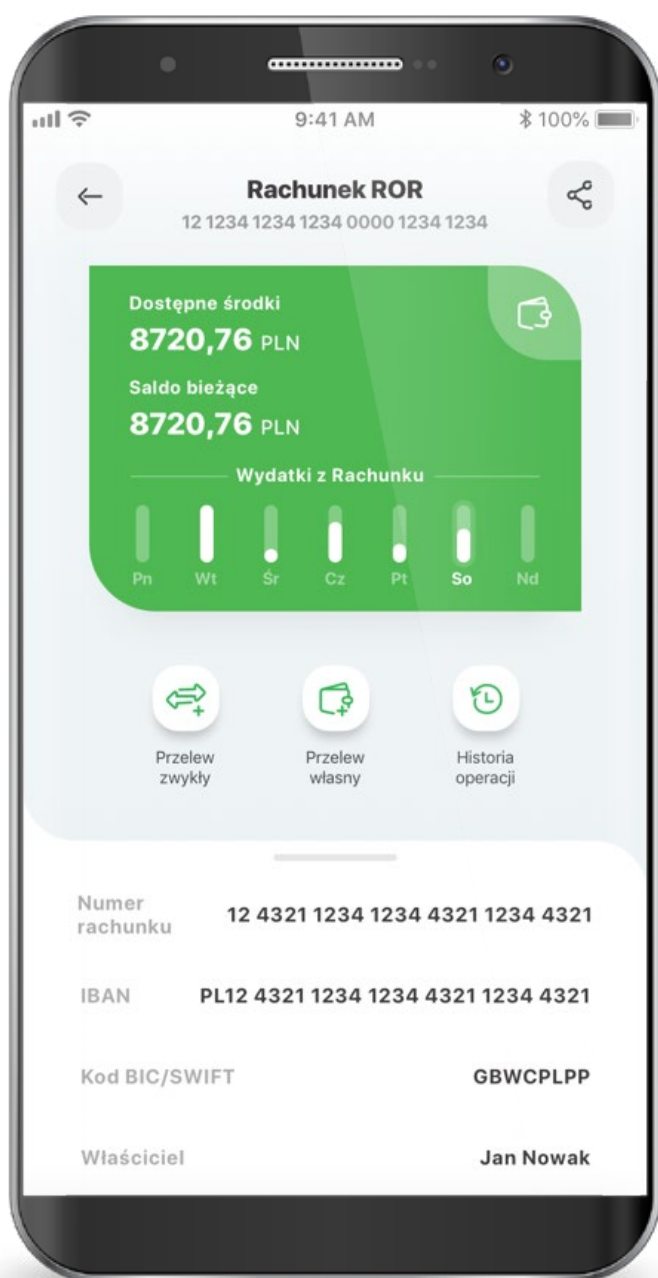 9:41 AM
100%
Rachunek ROR
12 1234 1234 1234 0000 1234 1234
Dostępne środki
8720,76 PLN
Saldo bieżące
8720,76 PLN
Wydatki z Rachunku
Pn Wt Śr Cz Pt So Nd
Przelew
zwykły
Przelew
własny
Historia
operacji
Numer
rachunku
12 4321 1234 1234 4321 1234 4321
IBAN PL12 4321 1234 1234 4321 1234 4321
Kod BIC/SWIFT GBWCPLPP
Właściciel Jan Nowak